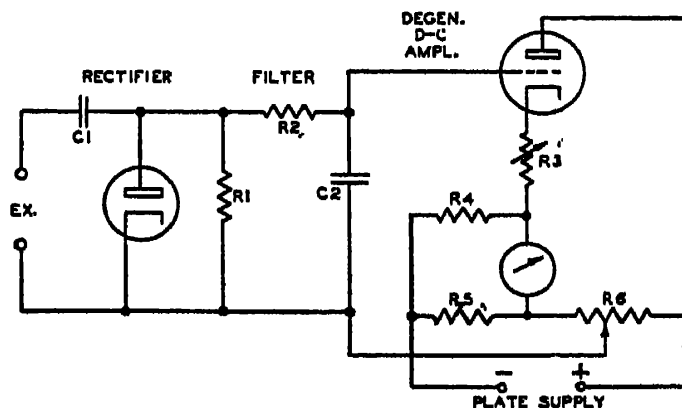 DEGEN.
D-C
AMPL.
RECTIFIER
FILTER
C1
R2
R3
C2
R1
R4
EX.
R5
R6
- +
PLATE SUPPLY